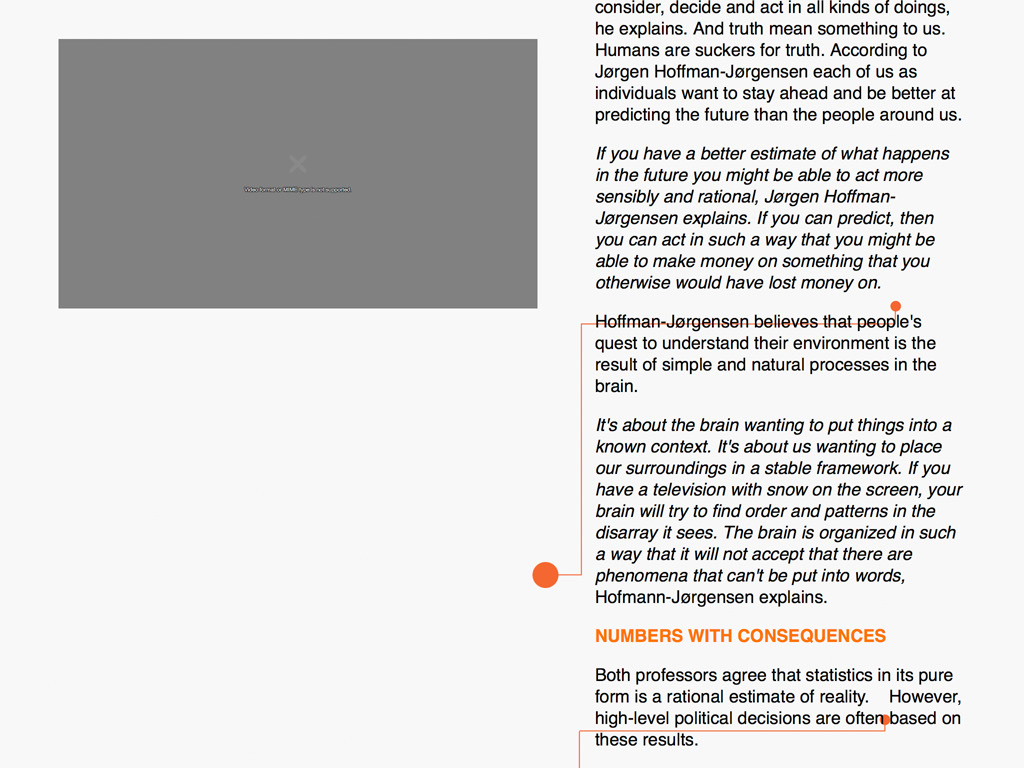 Video format or MIME type is not supported.
consider, decide and act in all kinds of doings,
he explains. And truth mean something to us.
Humans are suckers for truth. According to
Jørgen Hoffman-Jørgensen each of us as
individuals want to stay ahead and be better at
predicting the future than the people around us.
If you have a better estimate of what happens
in the future you might be able to act more
sensibly and rational, Jørgen Hoffman-
Jørgensen explains. If you can predict, then
you can act in such a way that you might be
able to make money on something that you
otherwise would have lost money on.
Hoffman-Jørgensen believes that people's
quest to understand their environment is the
result of simple and natural processes in the
brain.
It's about the brain wanting to put things into a
known context. It's about us wanting to place
our surroundings in a stable framework. If you
have a television with snow on the screen, your
brain will try to find order and patterns in the
disarray it sees. The brain is organized in such
a way that it will not accept that there are
phenomena that can't be put into words,
Hofmann-Jørgensen explains.
NUMBERS WITH CONSEQUENCES
Both professors agree that statistics in its pure
form is a rational estimate of reality. However,
high-level political decisions are often based on
these results.